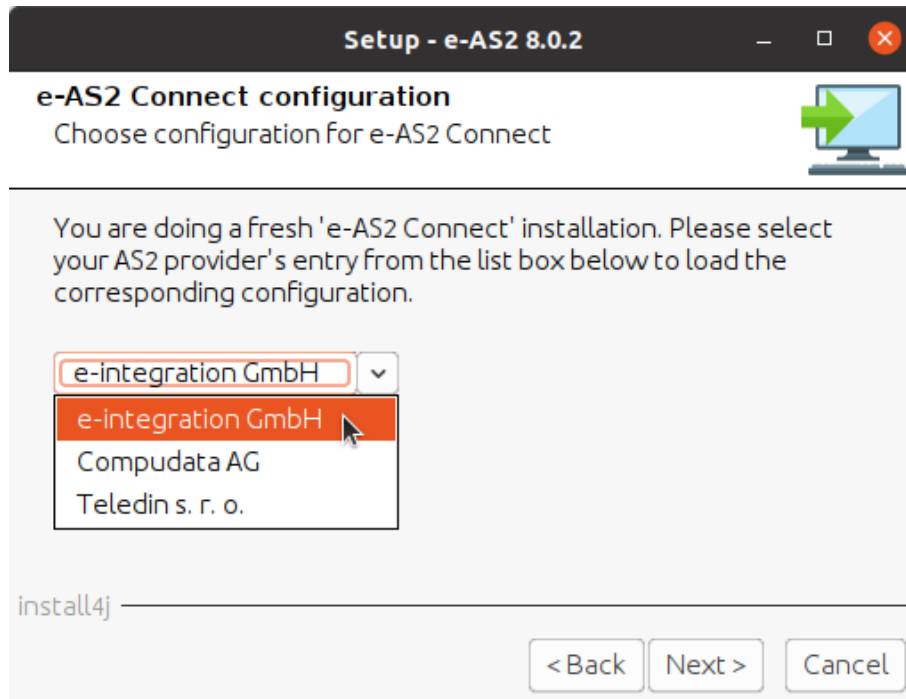 Setup - e-AS2 8.0.2
e-AS2 Connect configuration
Choose configuration for e-AS2 Connect
You are doing a fresh 'e-AS2 Connect' installation. Please select
your AS2 provider's entry from the list box below to load the
corresponding configuration.
e-integration GmbH
e-integration GmbH
Compudata AG
Teledin s. r. o.
install4j
< Back
Next >
Cancel